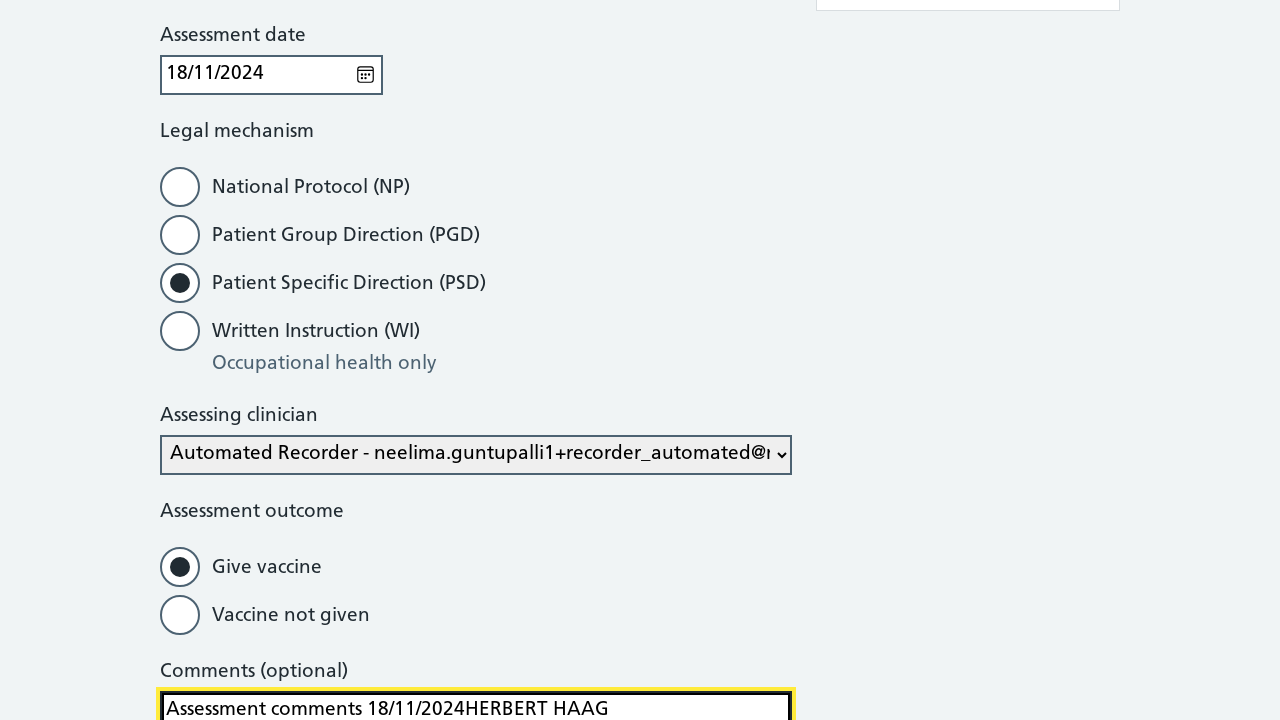 Assessment date
18/11/2024
Legal mechanism
National Protocol (NP)
Patient Group Direction (PGD)
Patient Specific Direction (PSD)
Written Instruction (WI)
Occupational health only
Assessing clinician
Automated Recorder - neelima.guntupalli1+recorder_automated@
Assessment outcome
Give vaccine
Vaccine not given
Comments (optional)
Assessment comments 18/11/2024HERBERT HAAG